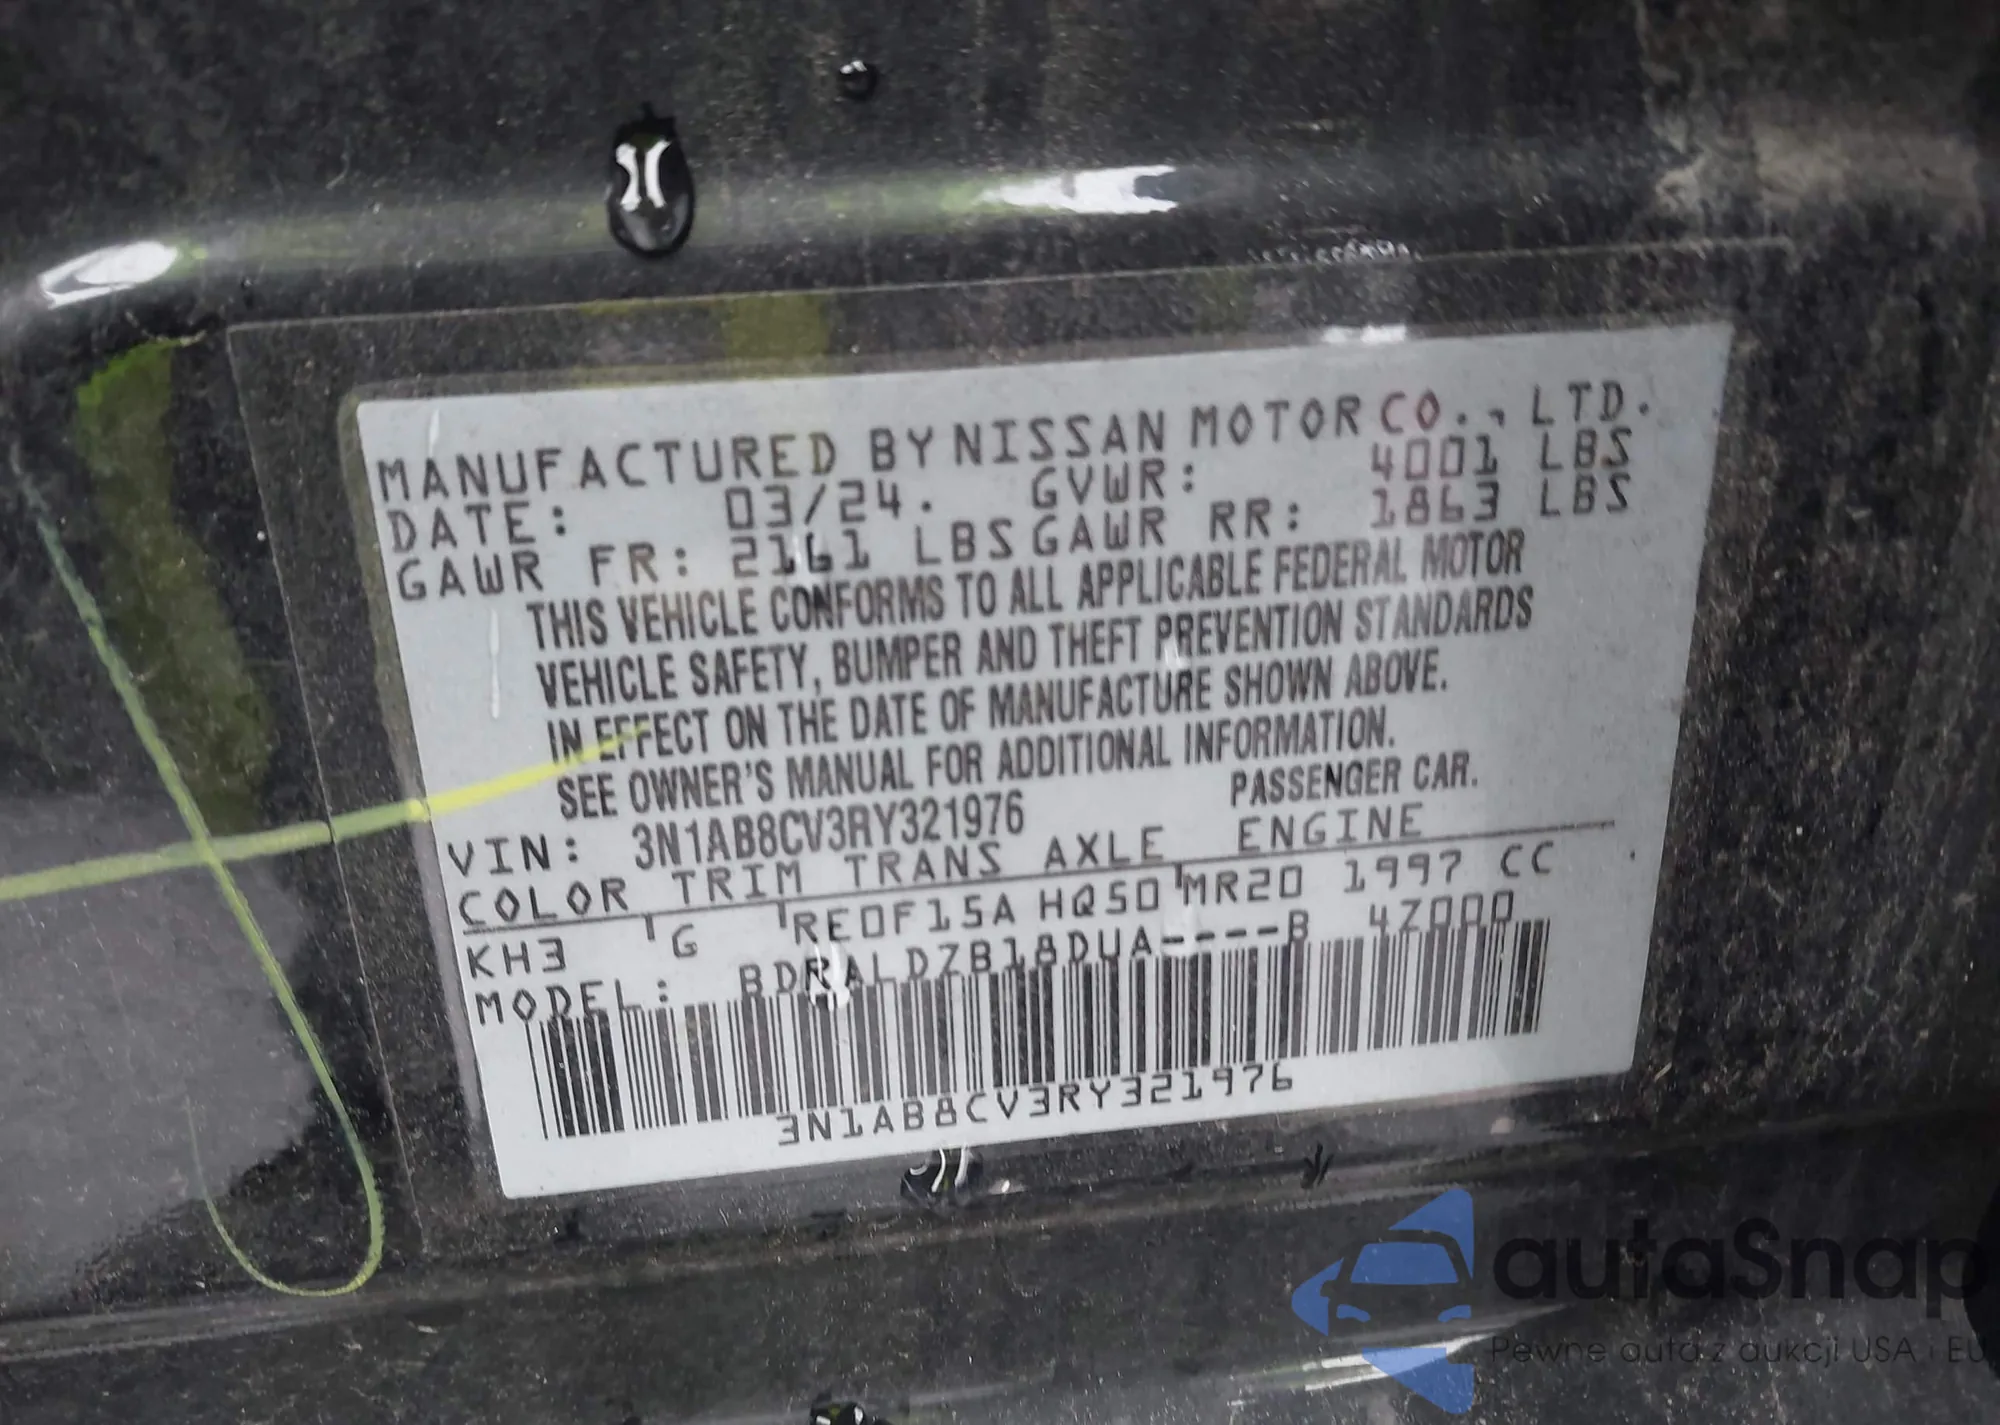 MANUFACTURED BY NISSAN MOTOR CO., LTD.
DATE: 03/24. GVWR: 4001 LBS
GAWR FR: 2161 LBS GAWR RR: 1863 LBS
THIS VEHICLE CONFORMS TO ALL APPLICABLE FEDERAL MOTOR
VEHICLE SAFETY, BUMPER AND THEFT PREVENTION STANDARDS
IN EFFECT ON THE DATE OF MANUFACTURE SHOWN ABOVE.
SEE OWNER'S MANUAL FOR ADDITIONAL INFORMATION.
VIN: 3N1AB8CV3RY321976 PASSENGER CAR.
COLOR TRIM TRANS AXLE ENGINE
KH3 G RE0F15A HQ50 MR20 1997 CC
MODEL: BDRALDZB18DUA----B 4Z000
3N1AB8CV3RY321976
autaSnap
Pewne auta z aukcji USA i EU